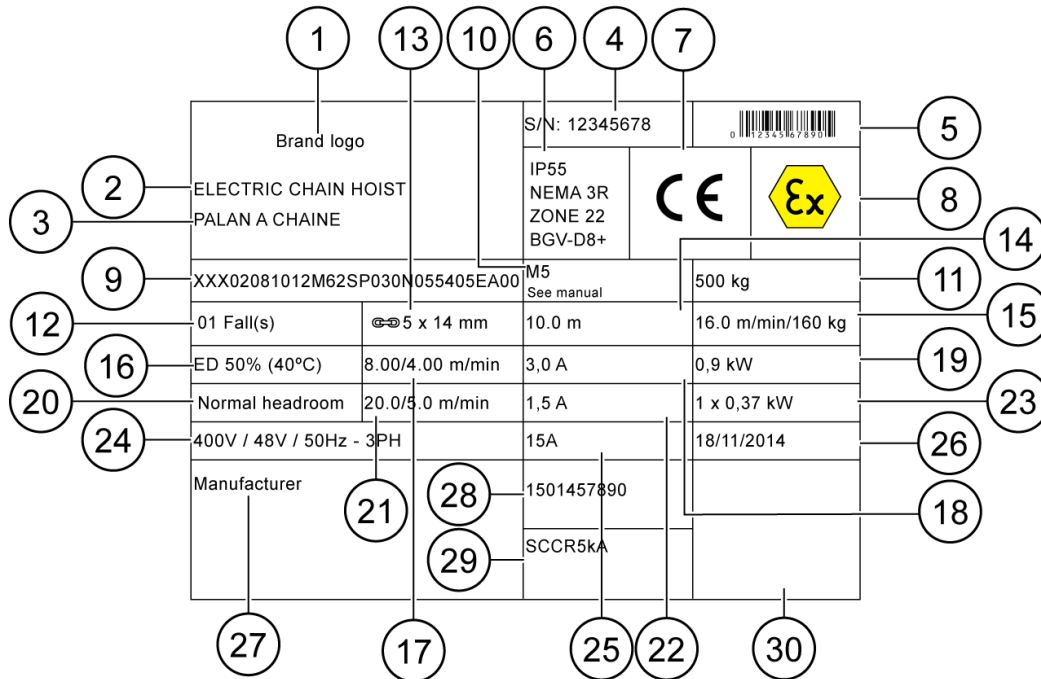 1 13 10 6 4 7
Brand logo
S/N: 12345678
0 12345 67890
5
2 ELECTRIC CHAIN HOIST
3 PALAN A CHAINE
IP55
NEMA 3R
ZONE 22
BGV-D8+
CE
Ex
8
14
9 XXX02081012M62SP030N055405EA00
M5
See manual
500 kg
11
12 01 Fall(s)
5 x 14 mm
10.0 m
16.0 m/min/160 kg
15
16 ED 50% (40ºC)
8.00/4.00 m/min
3,0 A
0,9 kW
19
20 Normal headroom
20.0/5.0 m/min
1,5 A
1 x 0,37 kW
23
24 400V / 48V / 50Hz - 3PH
15A
18/11/2014
26
Manufacturer
21
28
1501457890
18
29
SCCR5kA
27 17 25 22 30